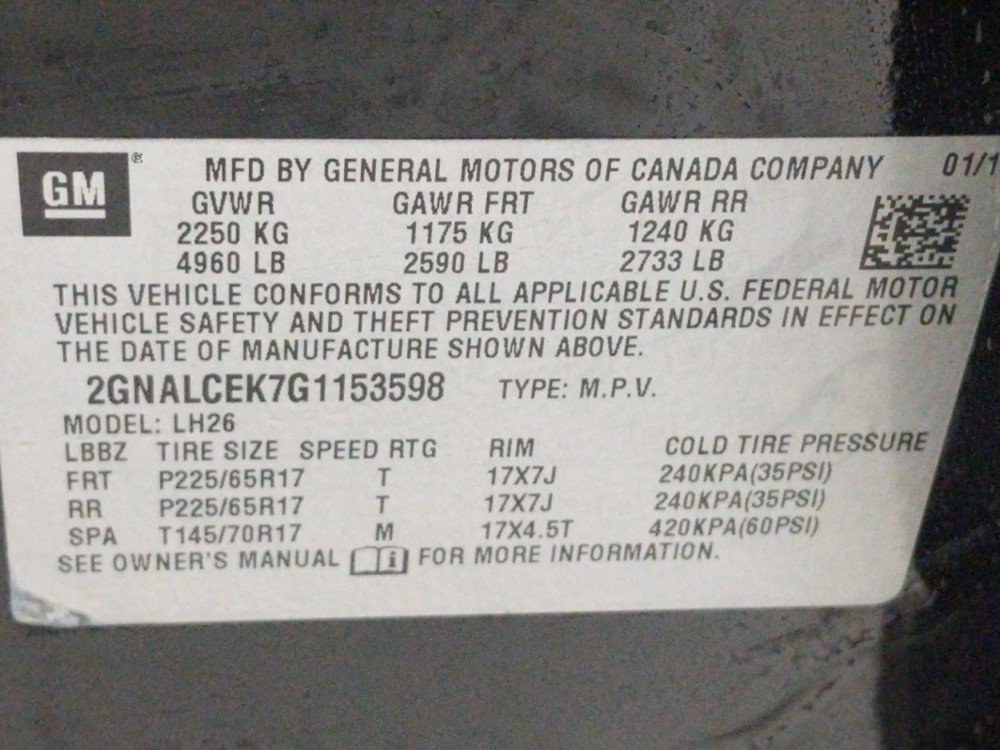 GM ® MFD BY GENERAL MOTORS OF CANADA COMPANY 01/1
GVWR GAWR FRT GAWR RR
2250 KG 1175 KG 1240 KG
4960 LB 2590 LB 2733 LB
THIS VEHICLE CONFORMS TO ALL APPLICABLE U.S. FEDERAL MOTOR
VEHICLE SAFETY AND THEFT PREVENTION STANDARDS IN EFFECT ON
THE DATE OF MANUFACTURE SHOWN ABOVE.
2GNALCEK7G1153598 TYPE: M.P.V.
MODEL: LH26
LBBZ TIRE SIZE SPEED RTG RIM COLD TIRE PRESSURE
FRT P225/65R17 T 17X7J 240KPA(35PSI)
RR P225/65R17 T 17X7J 240KPA(35PSI)
SPA T145/70R17 M 17X4.5T 420KPA(60PSI)
SEE OWNER'S MANUAL i FOR MORE INFORMATION.